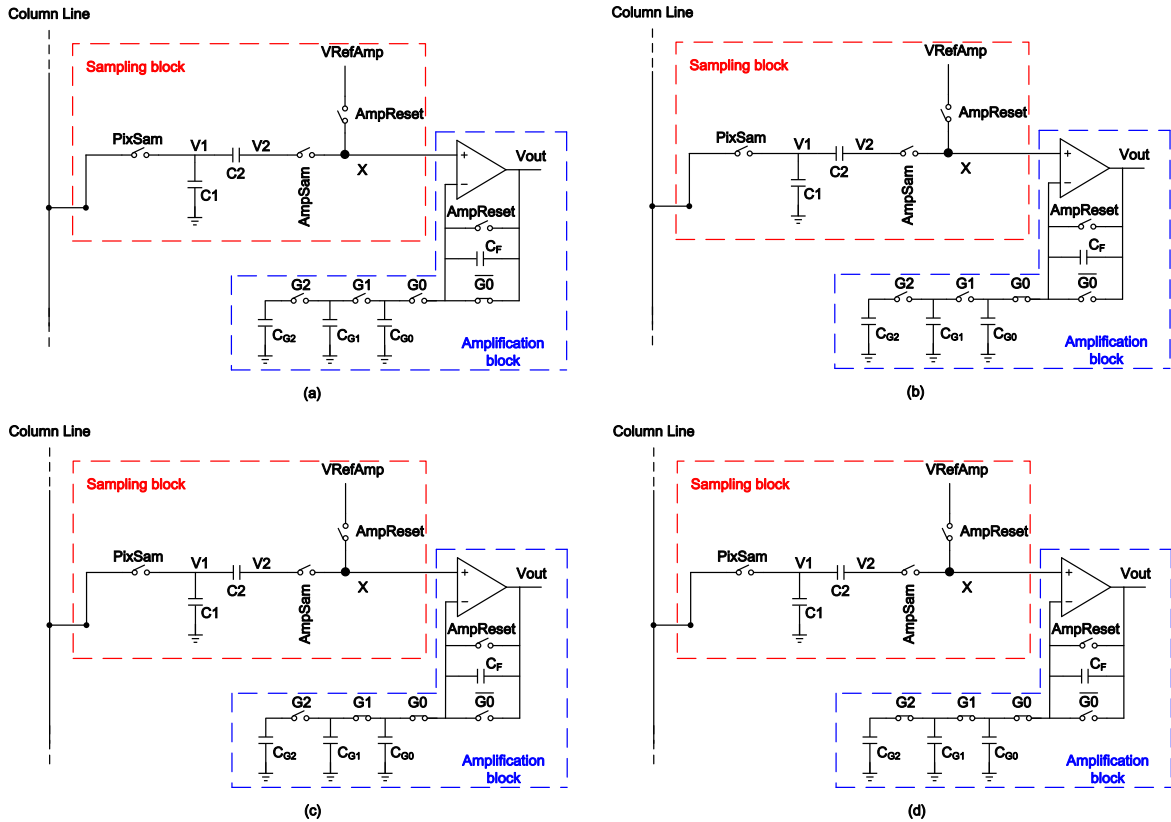 Column Line
Sampling block
VRefAmp
AmpReset
PixSam
V1
V2
C2
C1
AmpSam
X
+
−
Vout
AmpReset
CF
G2
G1
G0
G0
CG2
CG1
CG0
Amplification
block
(a)
Column Line
Sampling block
VRefAmp
AmpReset
PixSam
V1
V2
C2
C1
AmpSam
X
+
−
Vout
AmpReset
CF
G2
G1
G0
G0
CG2
CG1
CG0
Amplification
block
(b)
Column Line
Sampling block
VRefAmp
AmpReset
PixSam
V1
V2
C2
C1
AmpSam
X
+
−
Vout
AmpReset
CF
G2
G1
G0
G0
CG2
CG1
CG0
Amplification
block
(c)
Column Line
Sampling block
VRefAmp
AmpReset
PixSam
V1
V2
C2
C1
AmpSam
X
+
−
Vout
AmpReset
CF
G2
G1
G0
G0
CG2
CG1
CG0
Amplification
block
(d)